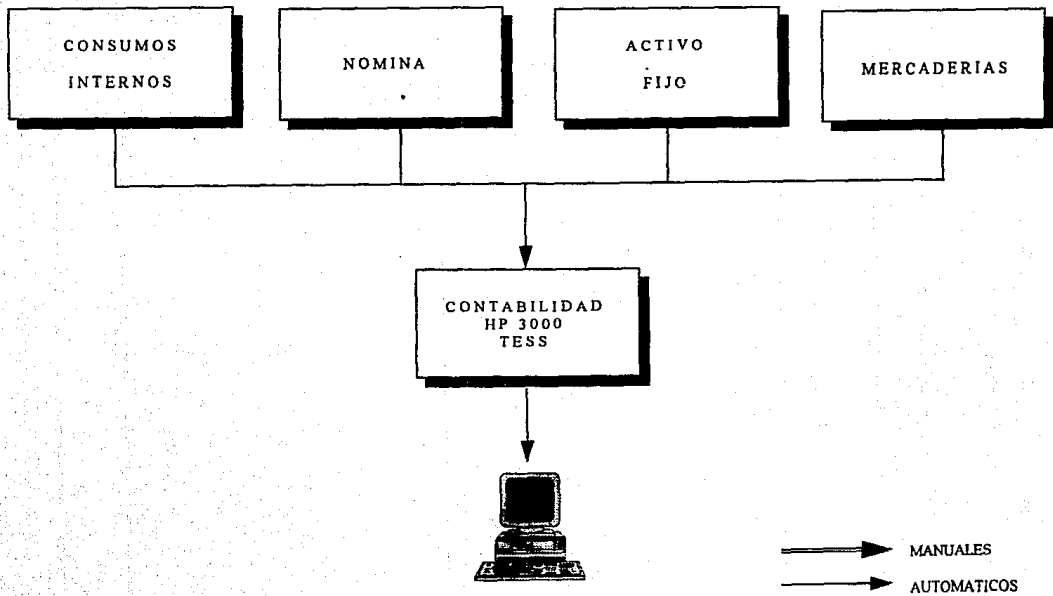 CONSUMOS
INTERNOS
NOMINA
ACTIVO
FIJO
MERCADERIAS
CONTABILIDAD
HP 3000
TESS
MANUALES
AUTOMATICOS